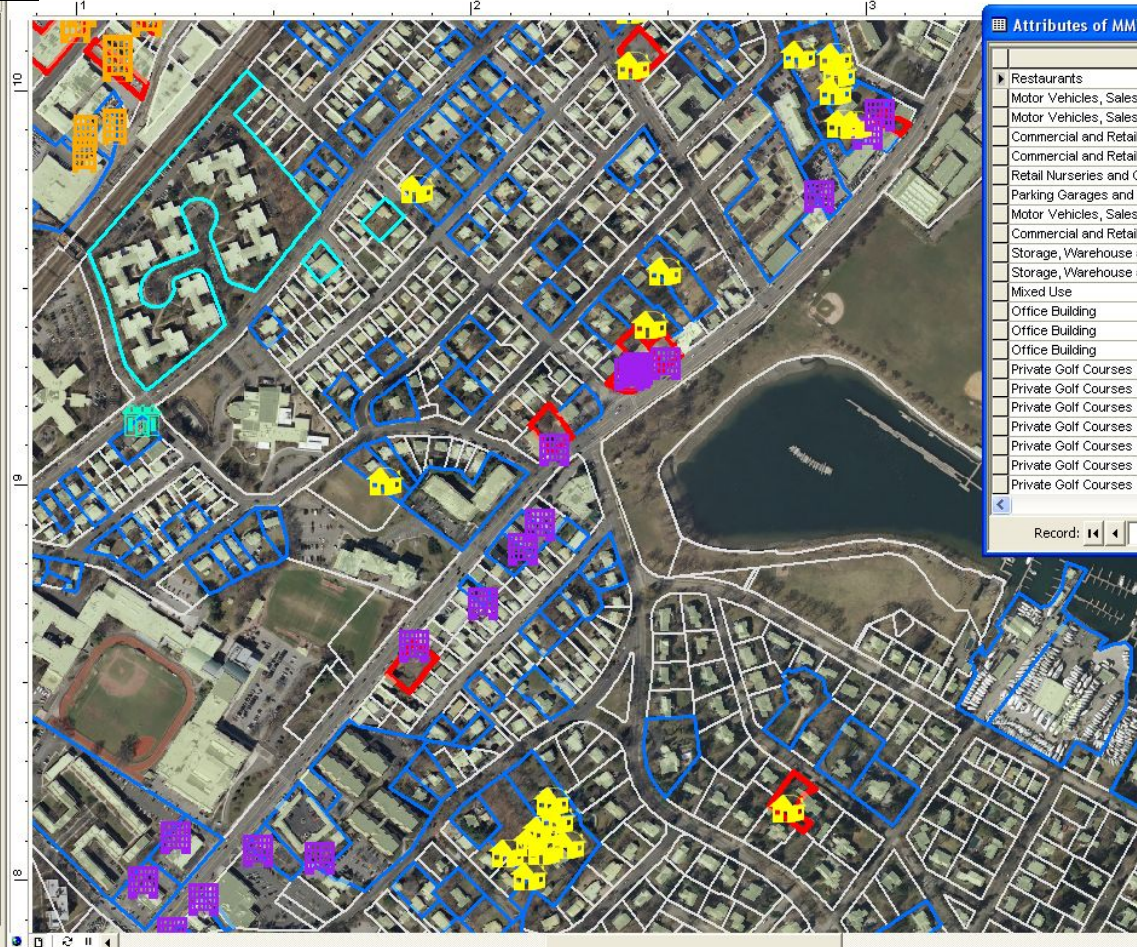 1
2
3
10
9
8
Attributes of MM
Restaurants
Motor Vehicles, Sales
Motor Vehicles, Sales
Commercial and Retail
Commercial and Retail
Retail Nurseries and
Parking Garages and
Motor Vehicles, Sales
Commercial and Retail
Storage, Warehouse
Storage, Warehouse
Mixed Use
Office Building
Office Building
Office Building
Private Golf Courses
Private Golf Courses
Private Golf Courses
Private Golf Courses
Private Golf Courses
Private Golf Courses
Private Golf Courses
Record: